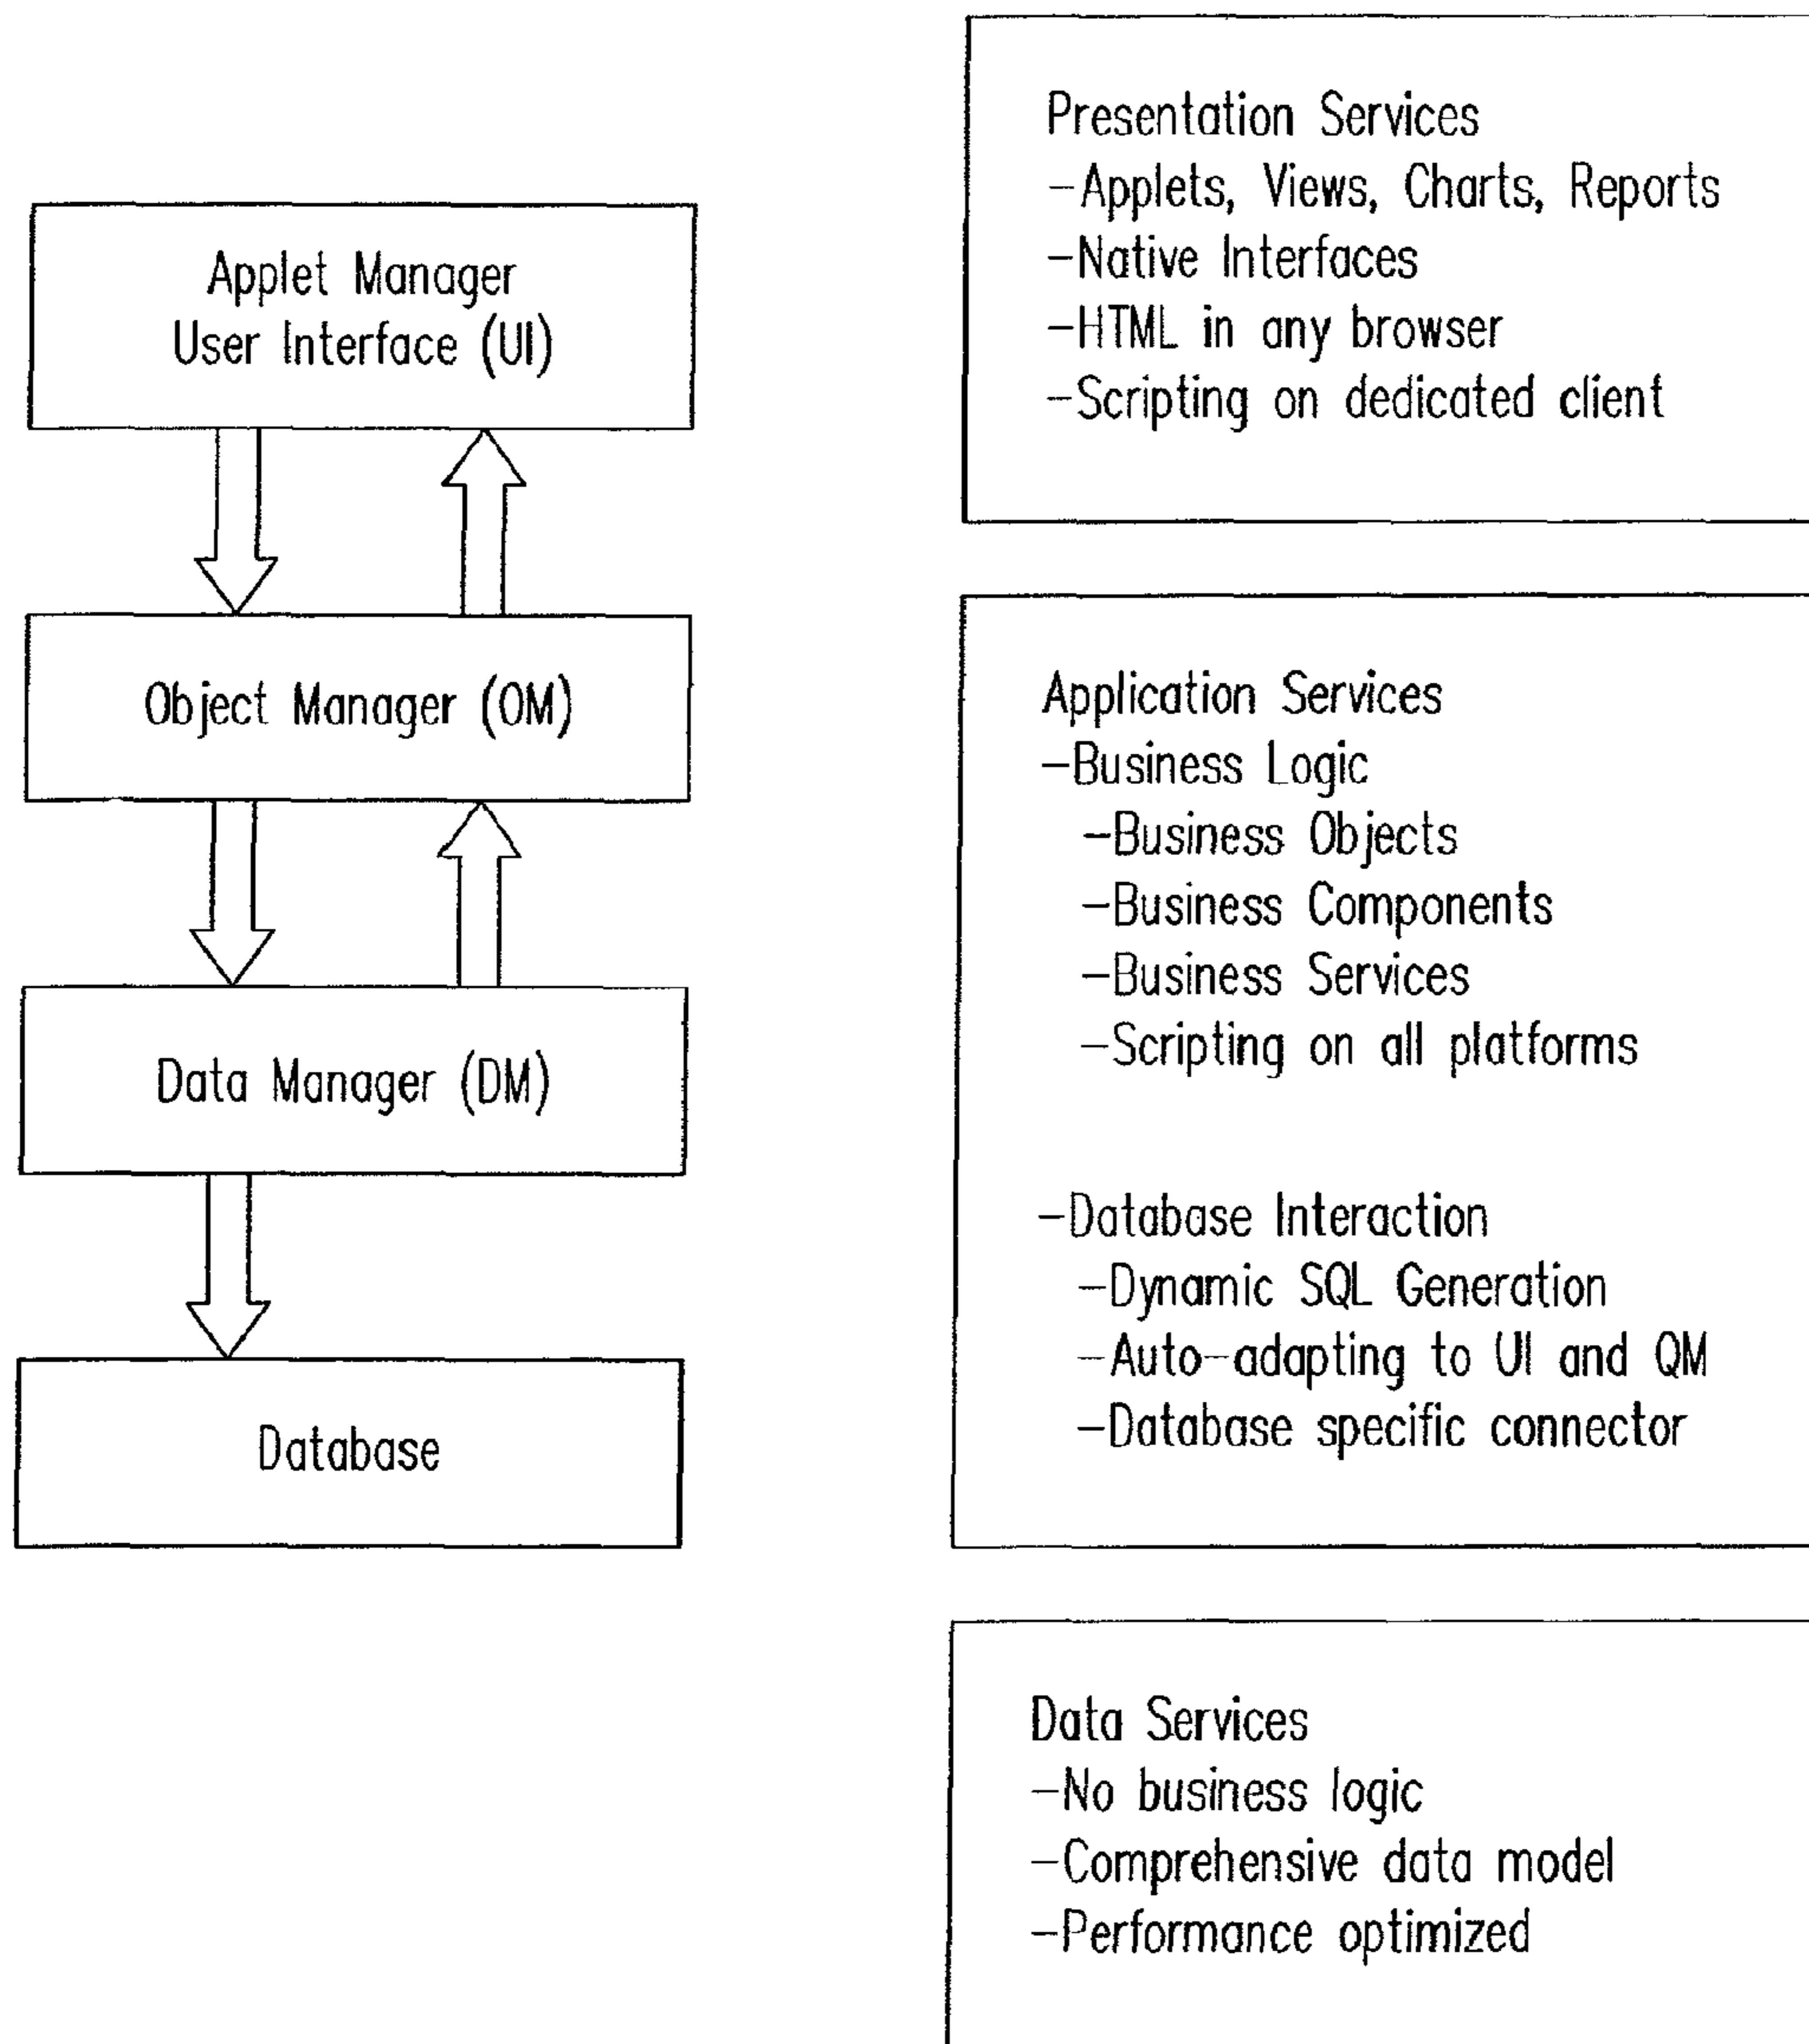 Applet Manager
User Interface (UI)
Object Manager (OM)
Data Manager (DM)
Database
Presentation Services
-Applets, Views, Charts, Reports
-Native Interfaces
-HTML in any browser
-Scripting on dedicated client
Application Services
-Business Logic
-Business Objects
-Business Components
-Business Services
-Scripting on all platforms
-Database Interaction
-Dynamic SQL Generation
-Auto-adapting to UI and QM
-Database specific connector
Data Services
-No business logic
-Comprehensive data model
-Performance optimized